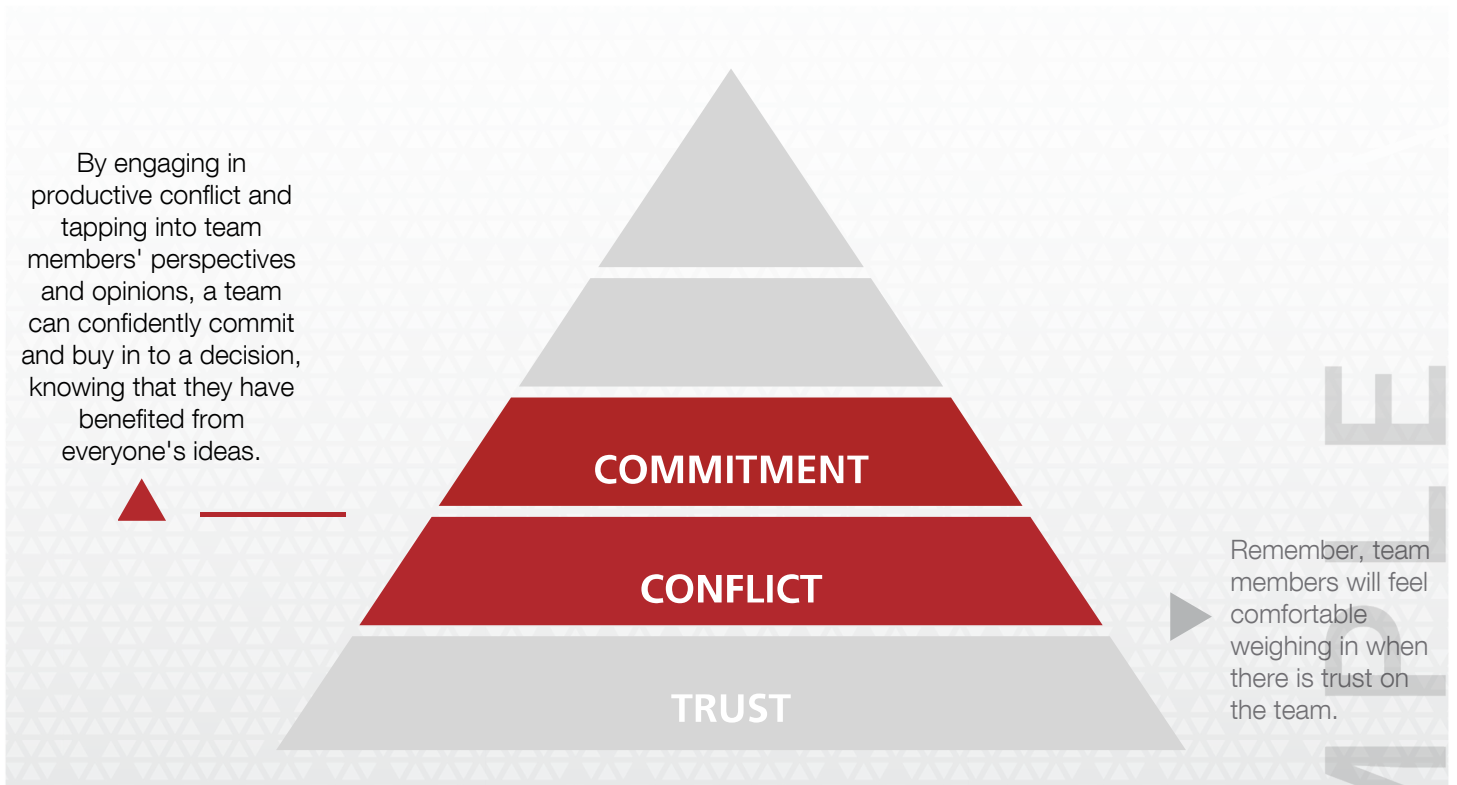 By engaging in
productive conflict and
tapping into team
members' perspectives
and opinions, a team
can confidently commit
and buy in to a decision,
knowing that they have
benefited from
everyone's ideas.
COMMITMENT
CONFLICT
TRUST
Remember, team
members will feel
comfortable
weighing in when
there is trust on
the team.
MPLE